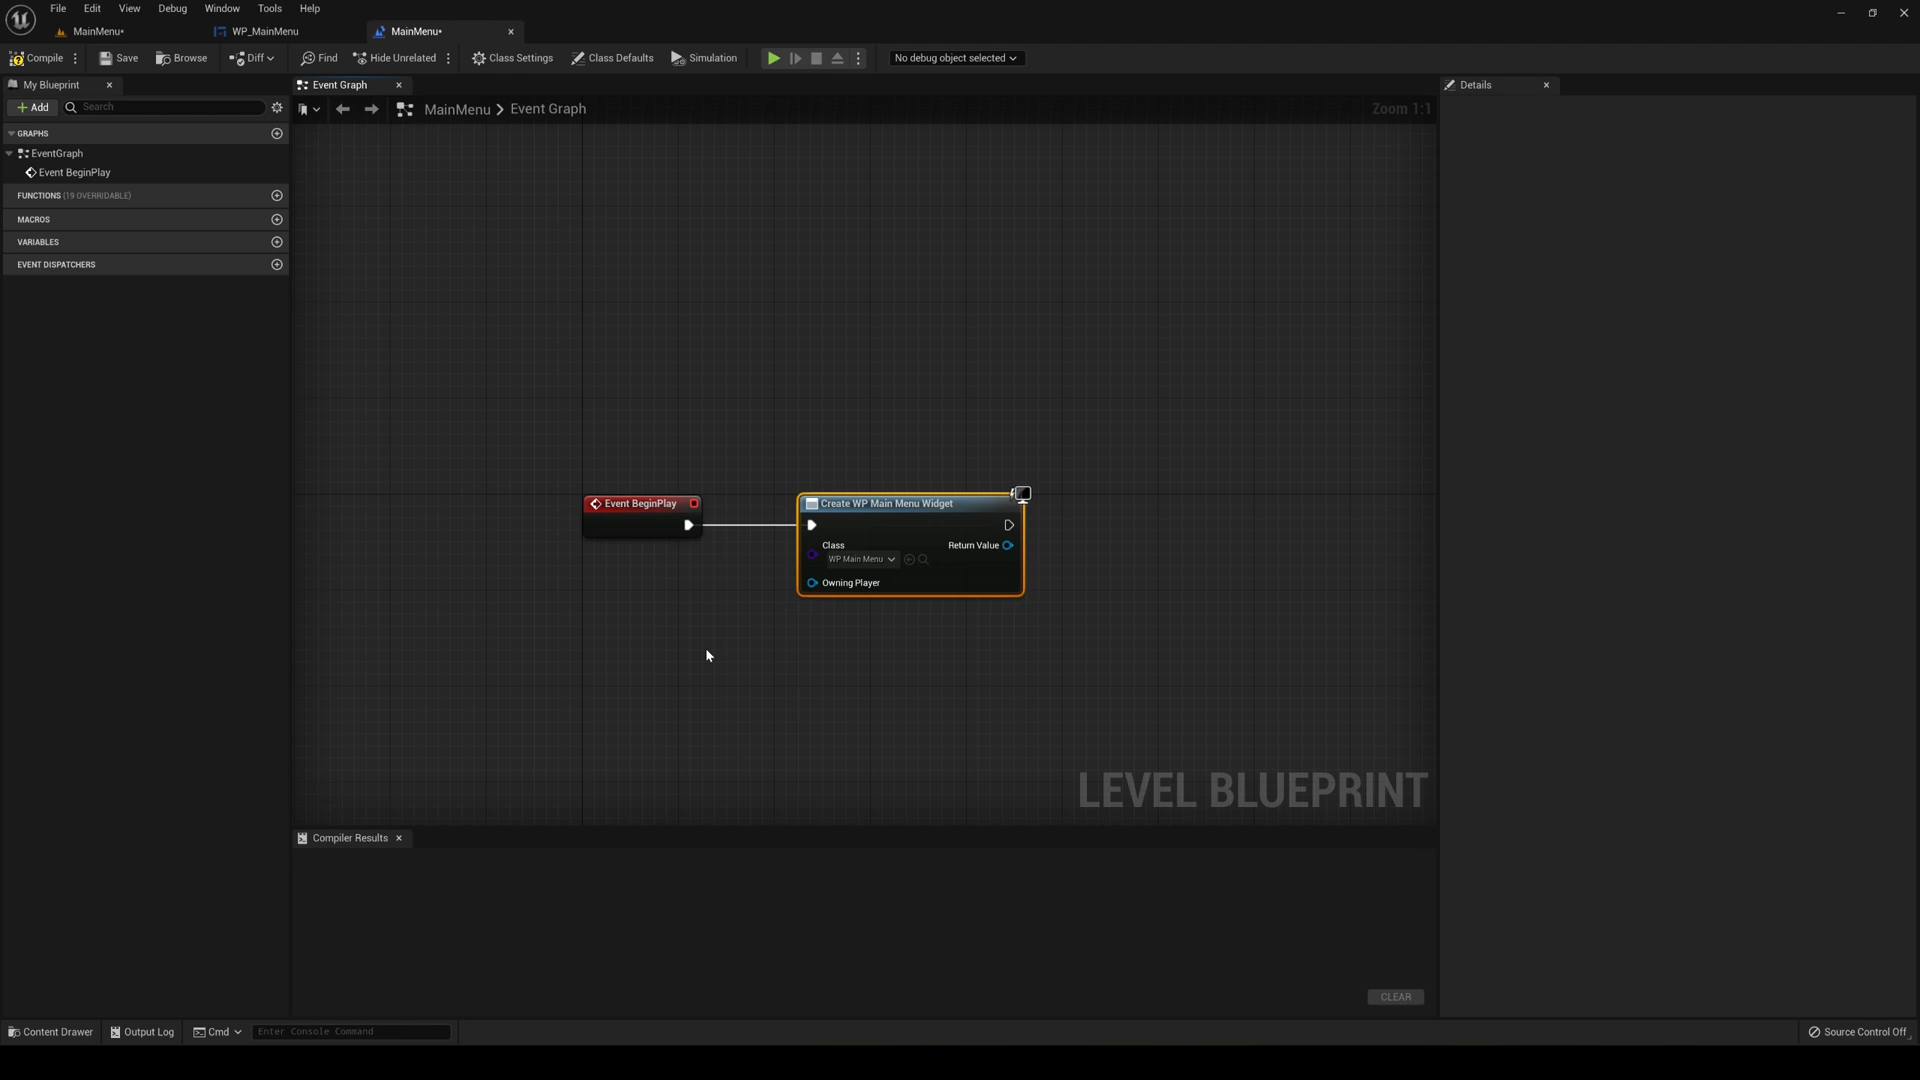 File Edit View Debug Window Tools Help
MainMenu• WP_MainMenu MainMenu•
Compile Save Browse Diff Find Hide Unrelated Class Settings Class Defaults Simulation No debug object selected
My Blueprint Event Graph Details
Add Search
MainMenu > Event Graph Zoom 1:1
GRAPHS
EventGraph
Event BeginPlay
FUNCTIONS (19 OVERRIDABLE)
MACROS
VARIABLES
EVENT DISPATCHERS
Event BeginPlay
Create WP Main Menu Widget
Class Return Value
WP Main Menu
Owning Player
LEVEL BLUEPRINT
Compiler Results
CLEAR
Content Drawer Output Log Cmd Enter Console Command Source Control Off